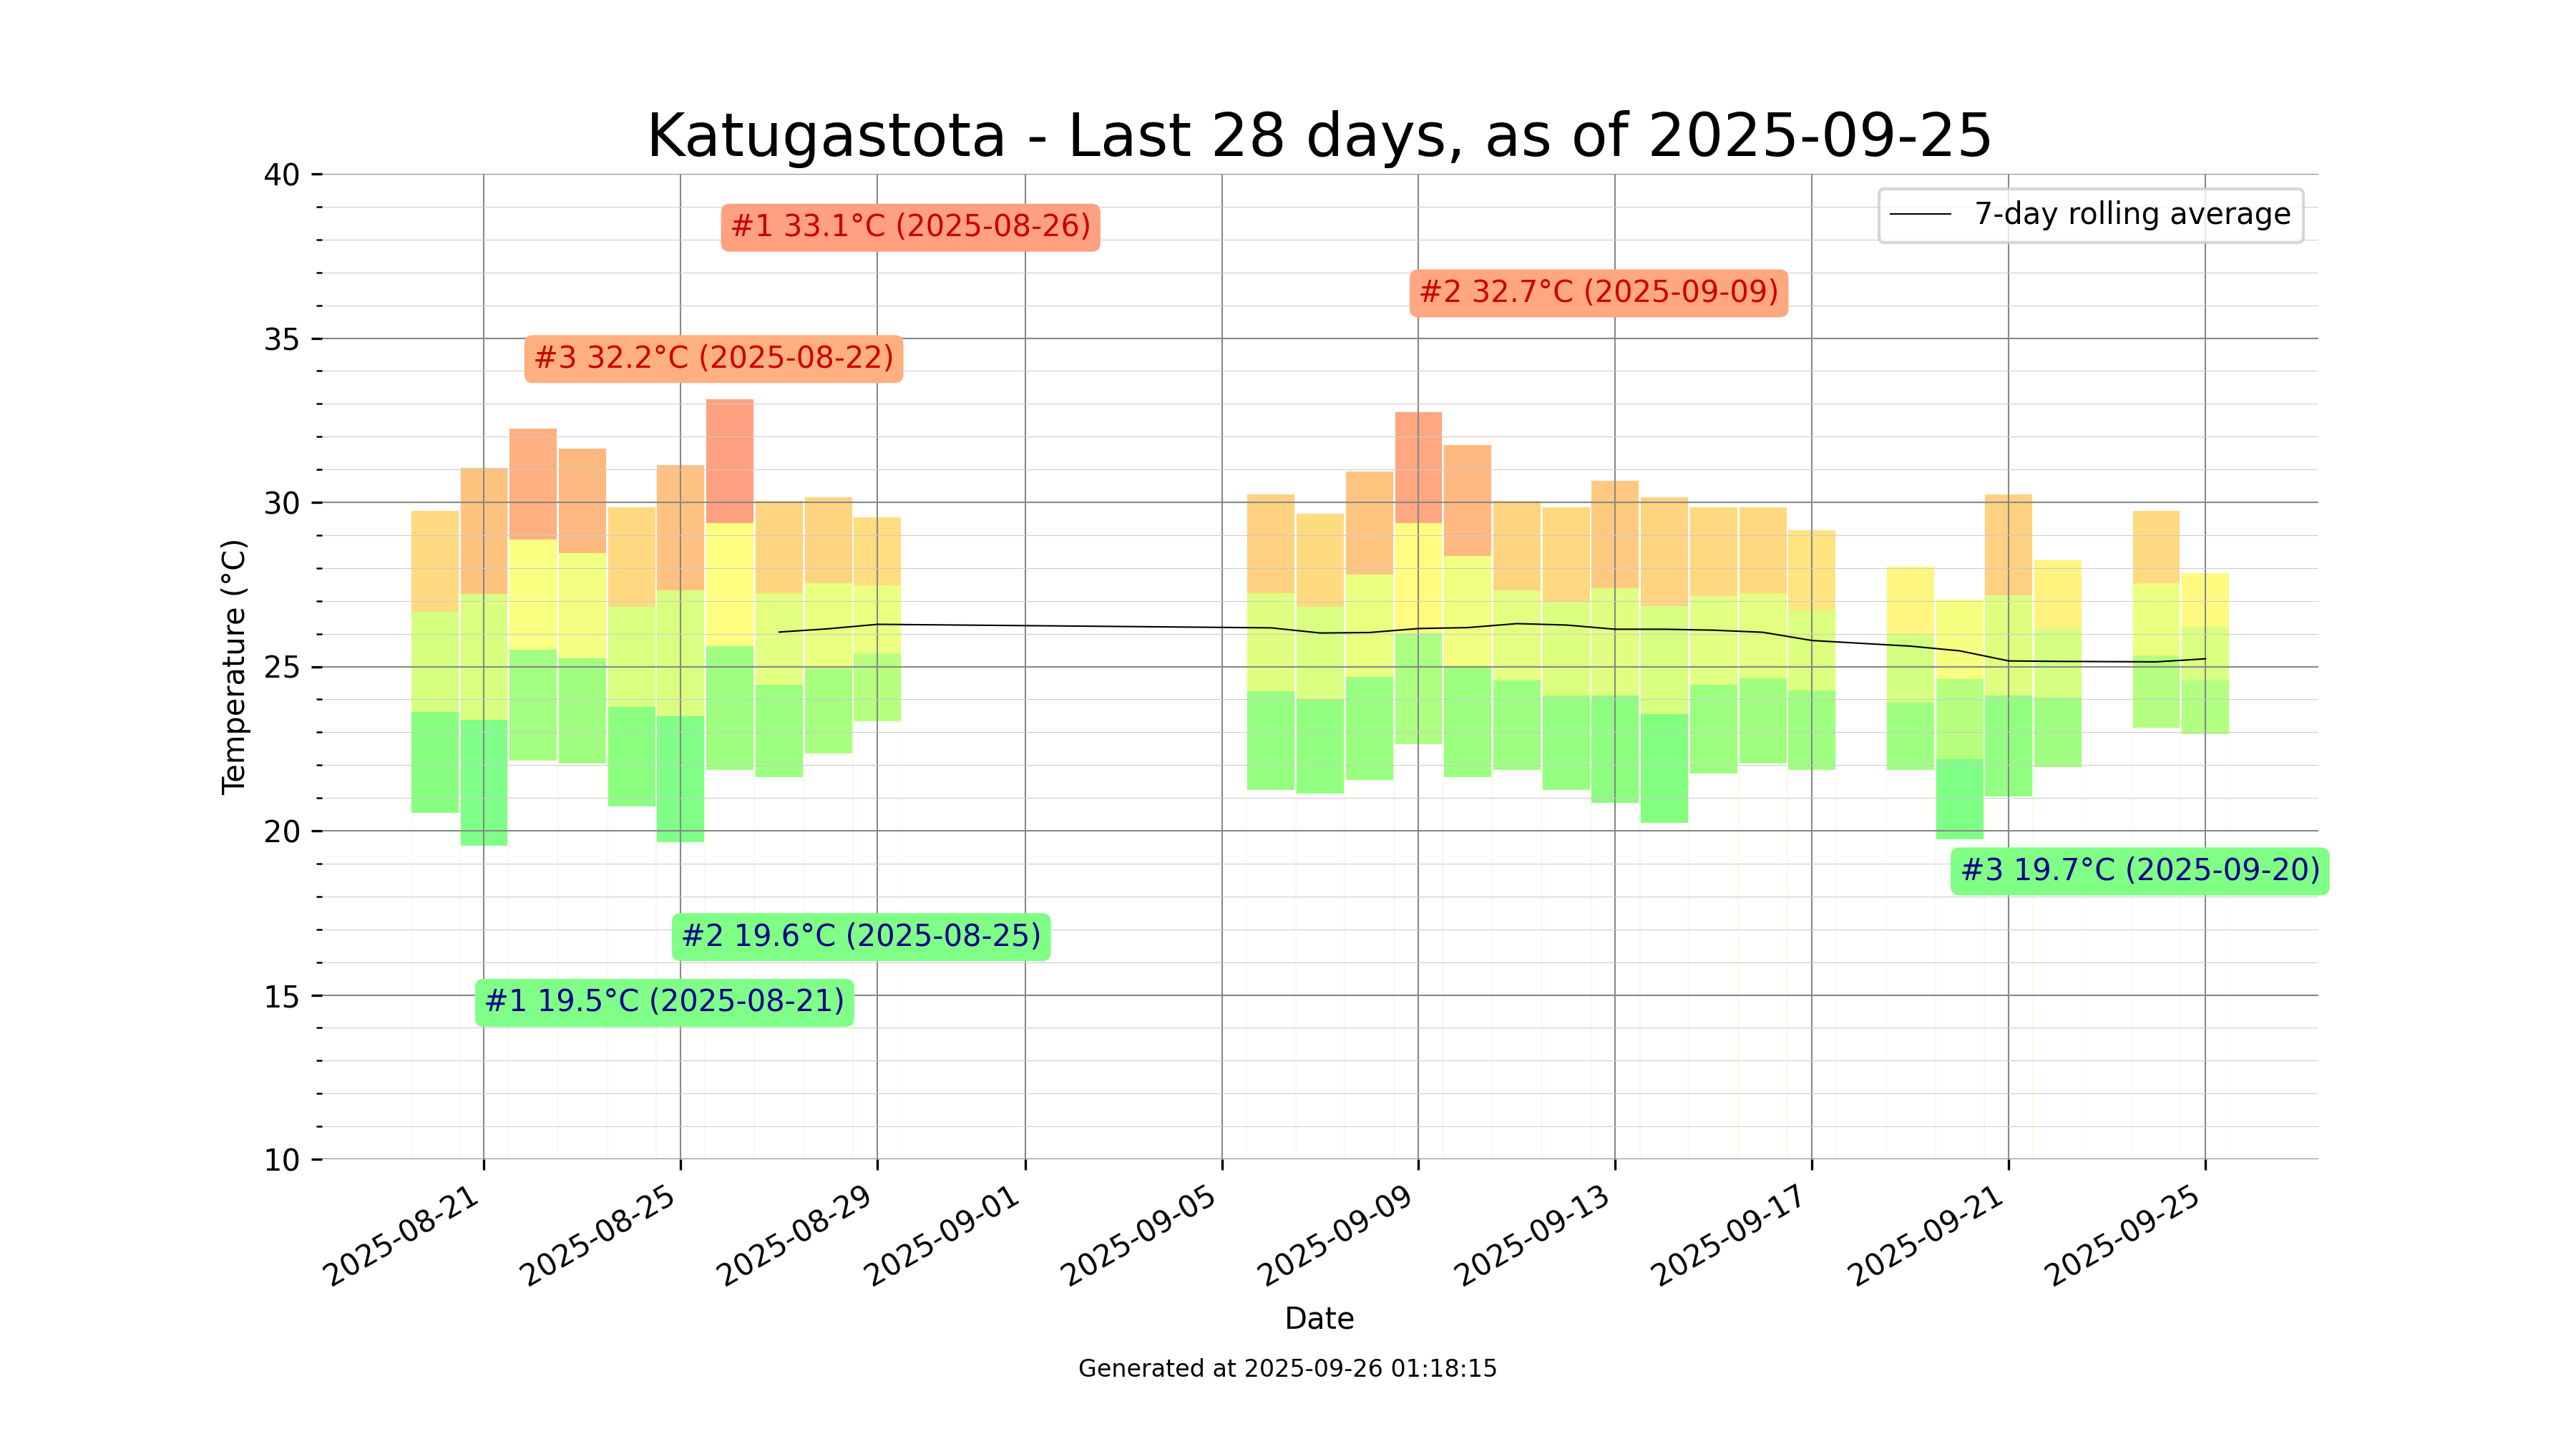 Katugastota - Last 28 days, as of 2025-09-25
40
35
30
25
20
15
10
Temperature (°C)
7-day rolling average
#1 33.1°C (2025-08-26)
#2 32.7°C (2025-09-09)
#3 32.2°C (2025-08-22)
#3 19.7°C (2025-09-20)
#2 19.6°C (2025-08-25)
#1 19.5°C (2025-08-21)
2025-08-21
2025-08-25
2025-08-29
2025-09-01
2025-09-05
2025-09-09
2025-09-13
2025-09-17
2025-09-21
2025-09-25
Date
Generated at 2025-09-26 01:18:15